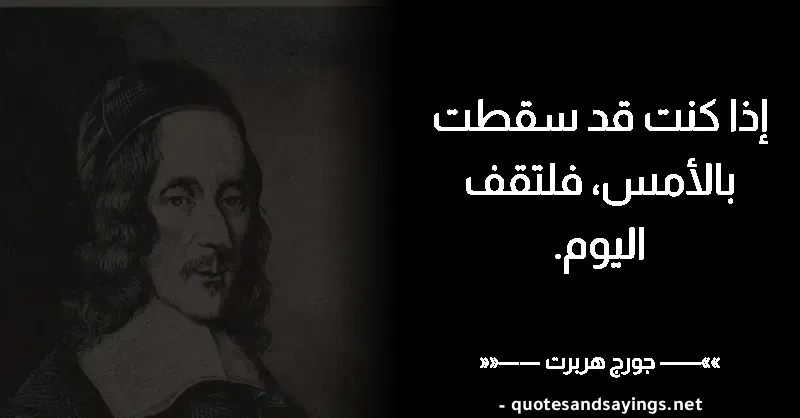 إذا كنت قد سقطت
بالأمس، فلتقف
اليوم.
»»—— جورج هربرت ——««
- quotesandsayings.net